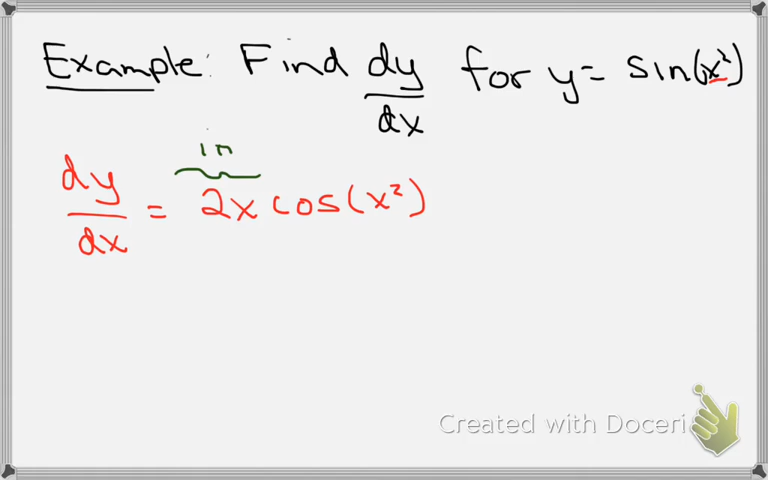 Example: Find dy/dx for y = sin(x²)
in
dy/dx = 2x cos(x²)
Created with Doceri